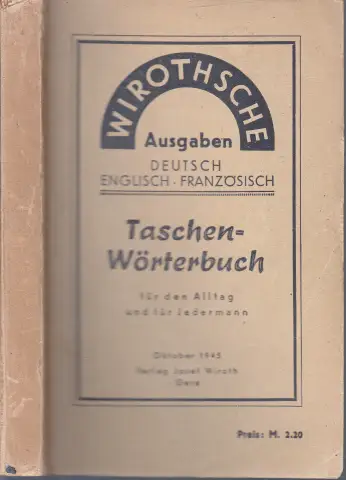 WIROTHSCHE
Ausgaben
DEUTSCH
ENGLISCH - FRANZÖSISCH
Taschen-
Wörterbuch
für den Alltag
und für Jedermann
Oktober 1945
Verlag Josef Wiroth
Gera
Preis: M. 2.20